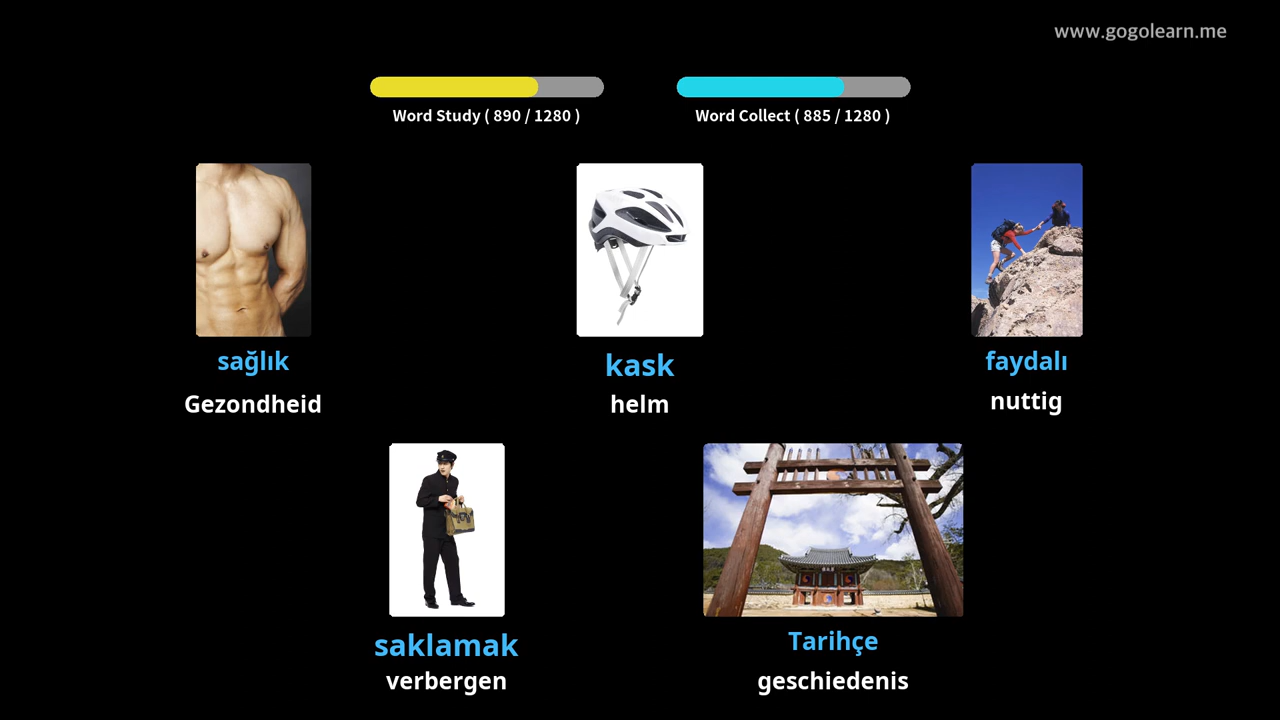 www.gogolearn.me
Word Study ( 890 / 1280 )
Word Collect ( 885 / 1280 )
sağlık
Gezondheid
kask
helm
faydalı
nuttig
saklamak
verbergen
Tarihçe
geschiedenis